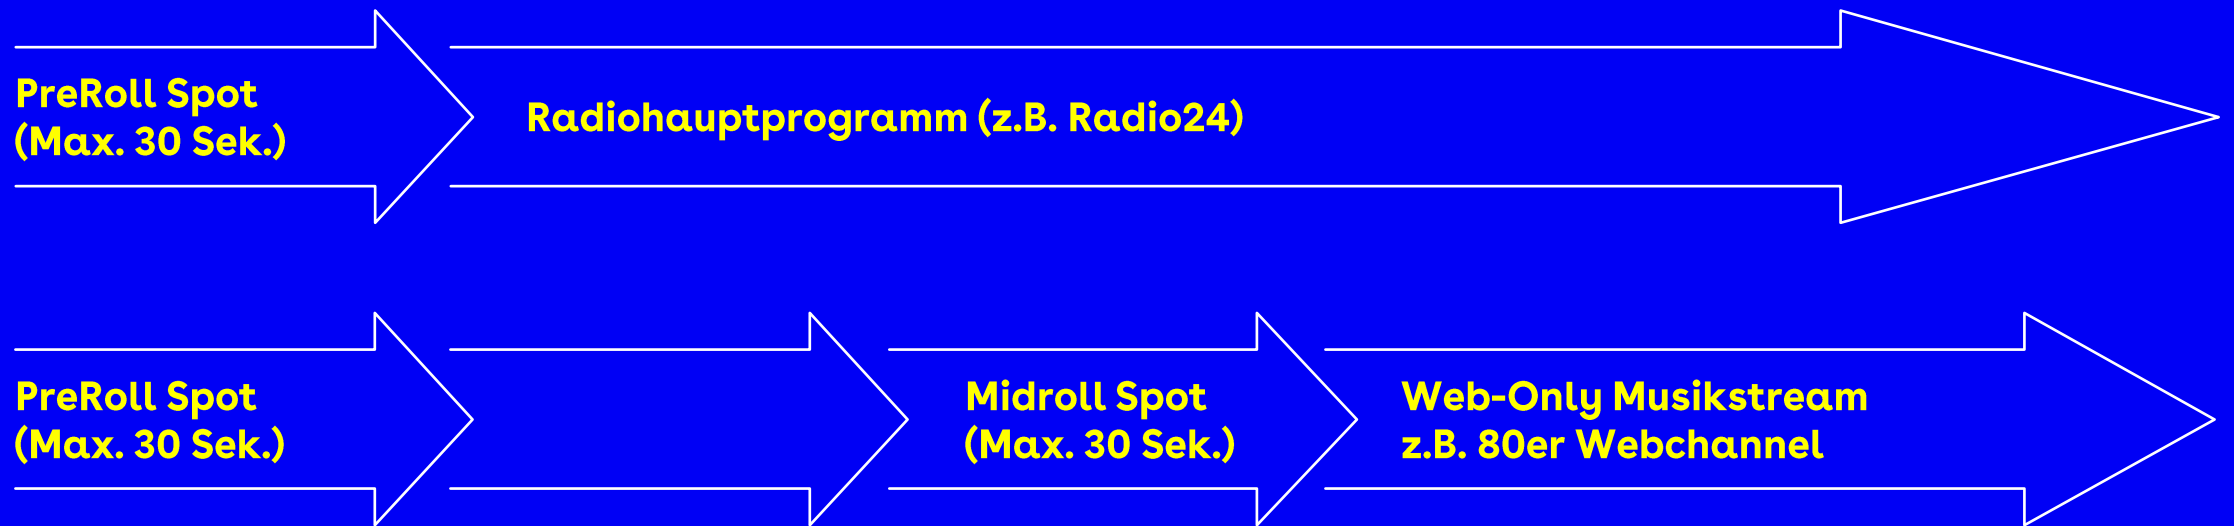 PreRoll Spot
(Max. 30 Sek.)
Radiohauptprogramm (z.B. Radio24)
PreRoll Spot
(Max. 30 Sek.)
Midroll Spot
(Max. 30 Sek.)
Web-Only Musikstream
z.B. 80er Webchannel